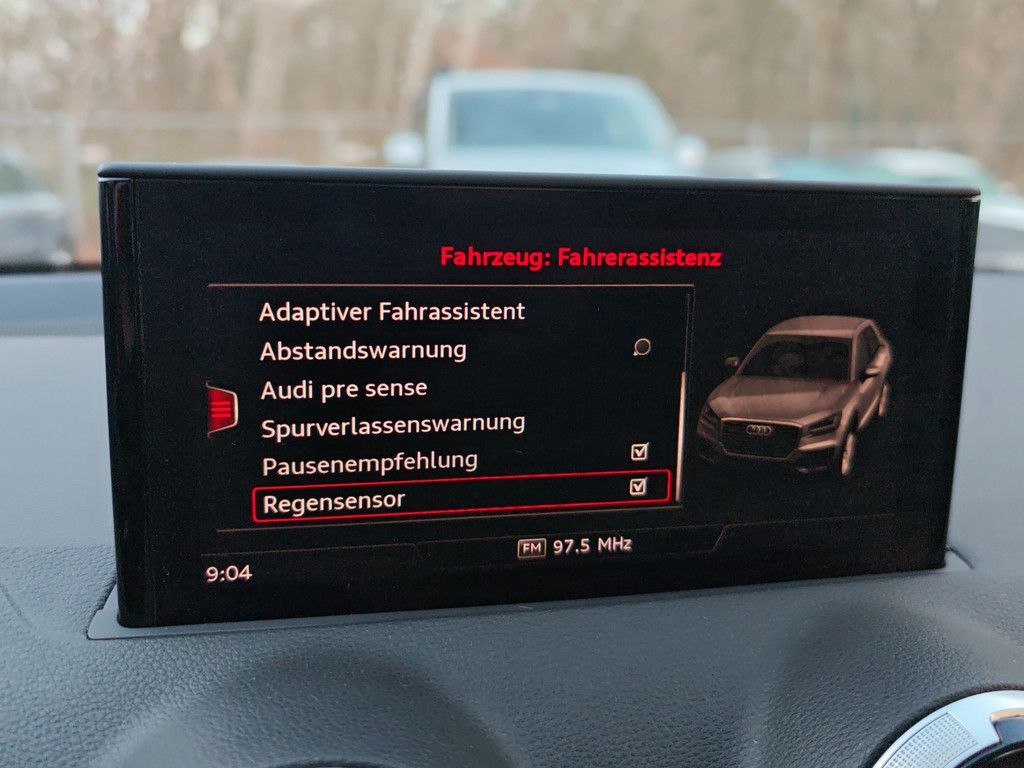 Fahrzeug: Fahrerassistenz
Adaptiver Fahrassistent
Abstandswarnung
Audi pre sense
Spurverlassenswarnung
Pausenempfehlung
Regensensor
FM 97.5 MHz
9:04